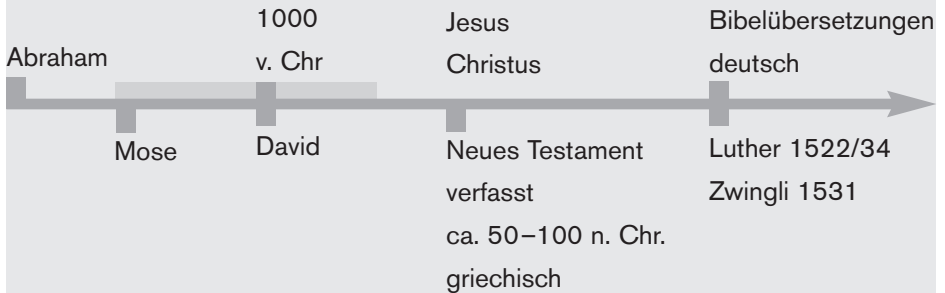 Abraham
Mose
1000
v. Chr
David
Jesus
Christus
Neues Testament
verfasst
ca. 50–100 n. Chr.
griechisch
Bibelübersetzungen
deutsch
Luther 1522/34
Zwingli 1531